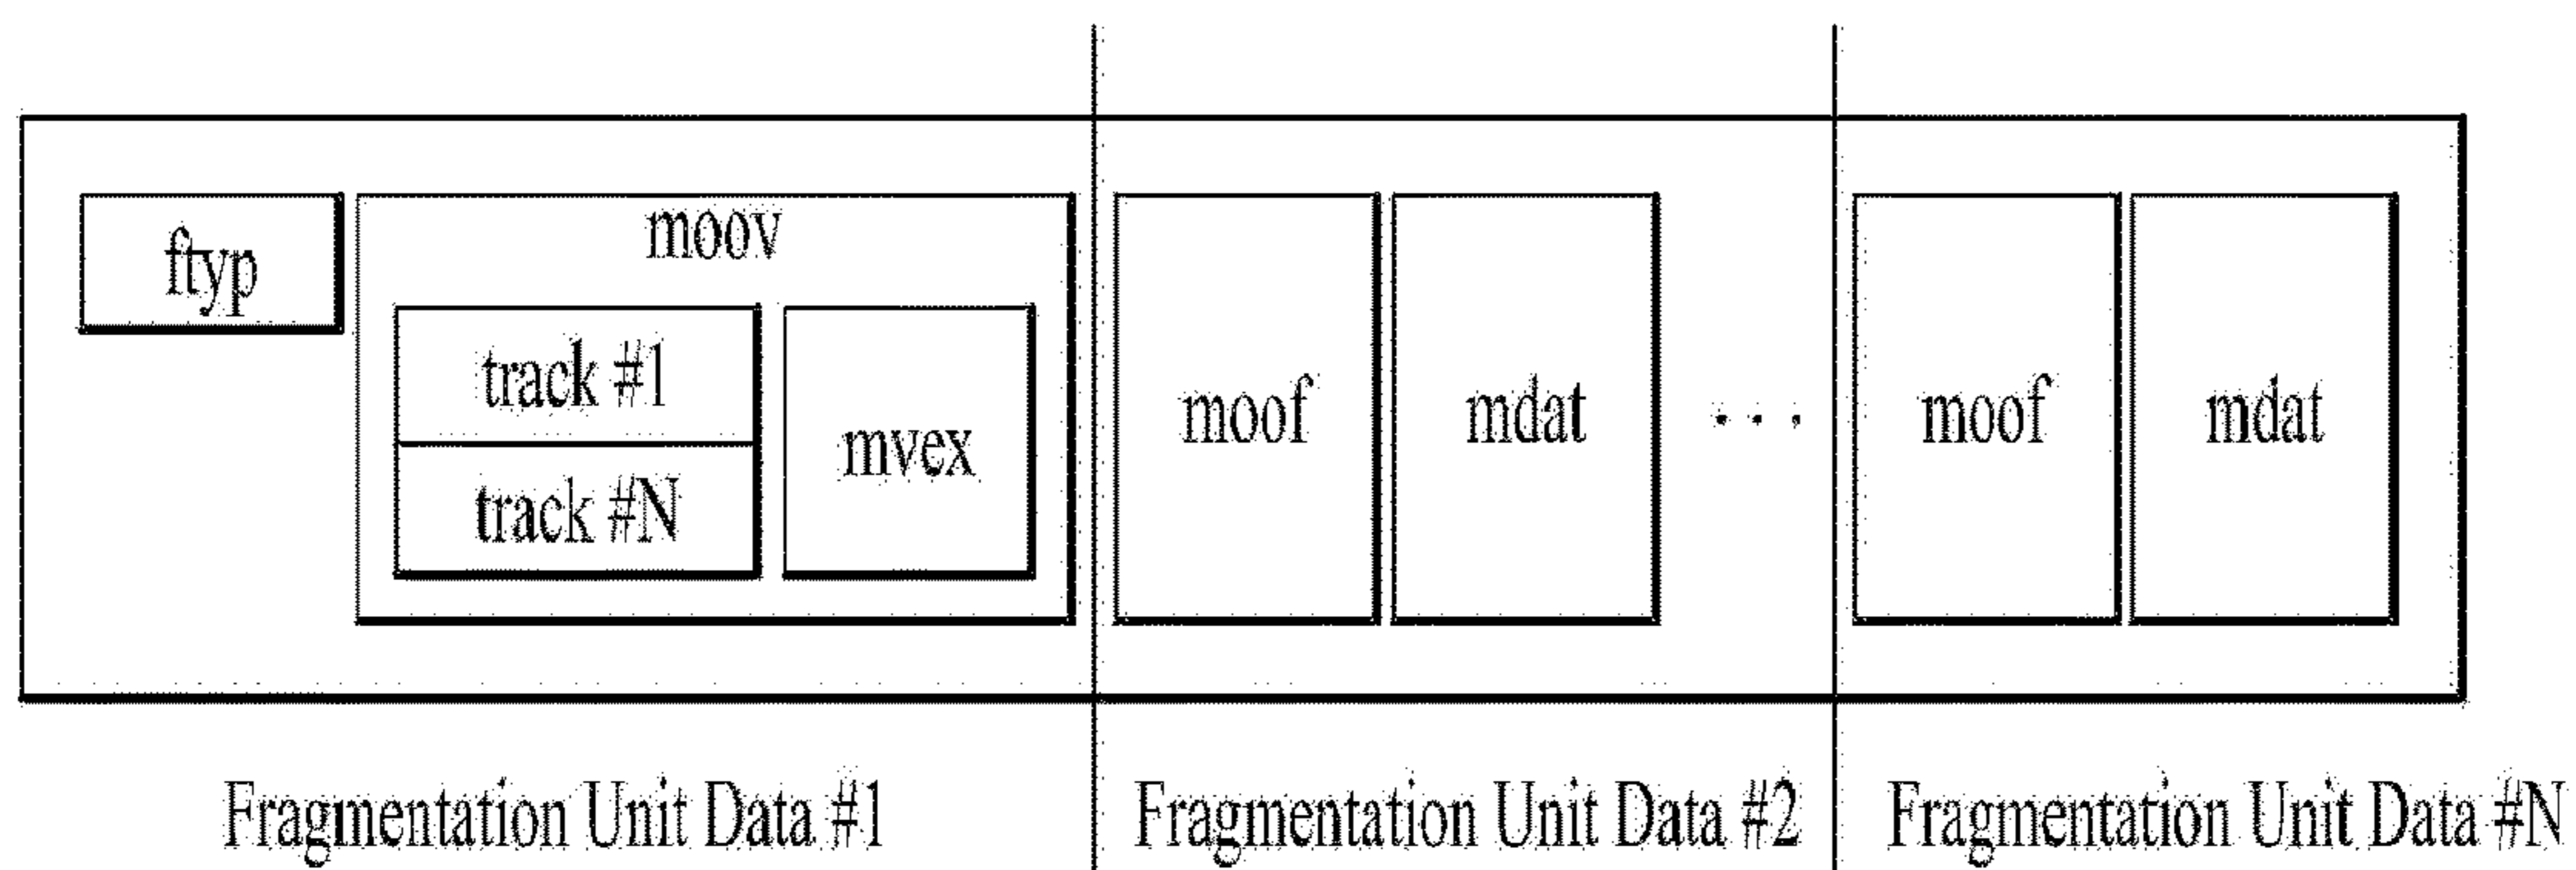 ftyp
moov
track #1
track #N
mvex
moof
mdat
. . .
moof
mdat
Fragmentation Unit Data #1
Fragmentation Unit Data #2
Fragmentation Unit Data #N